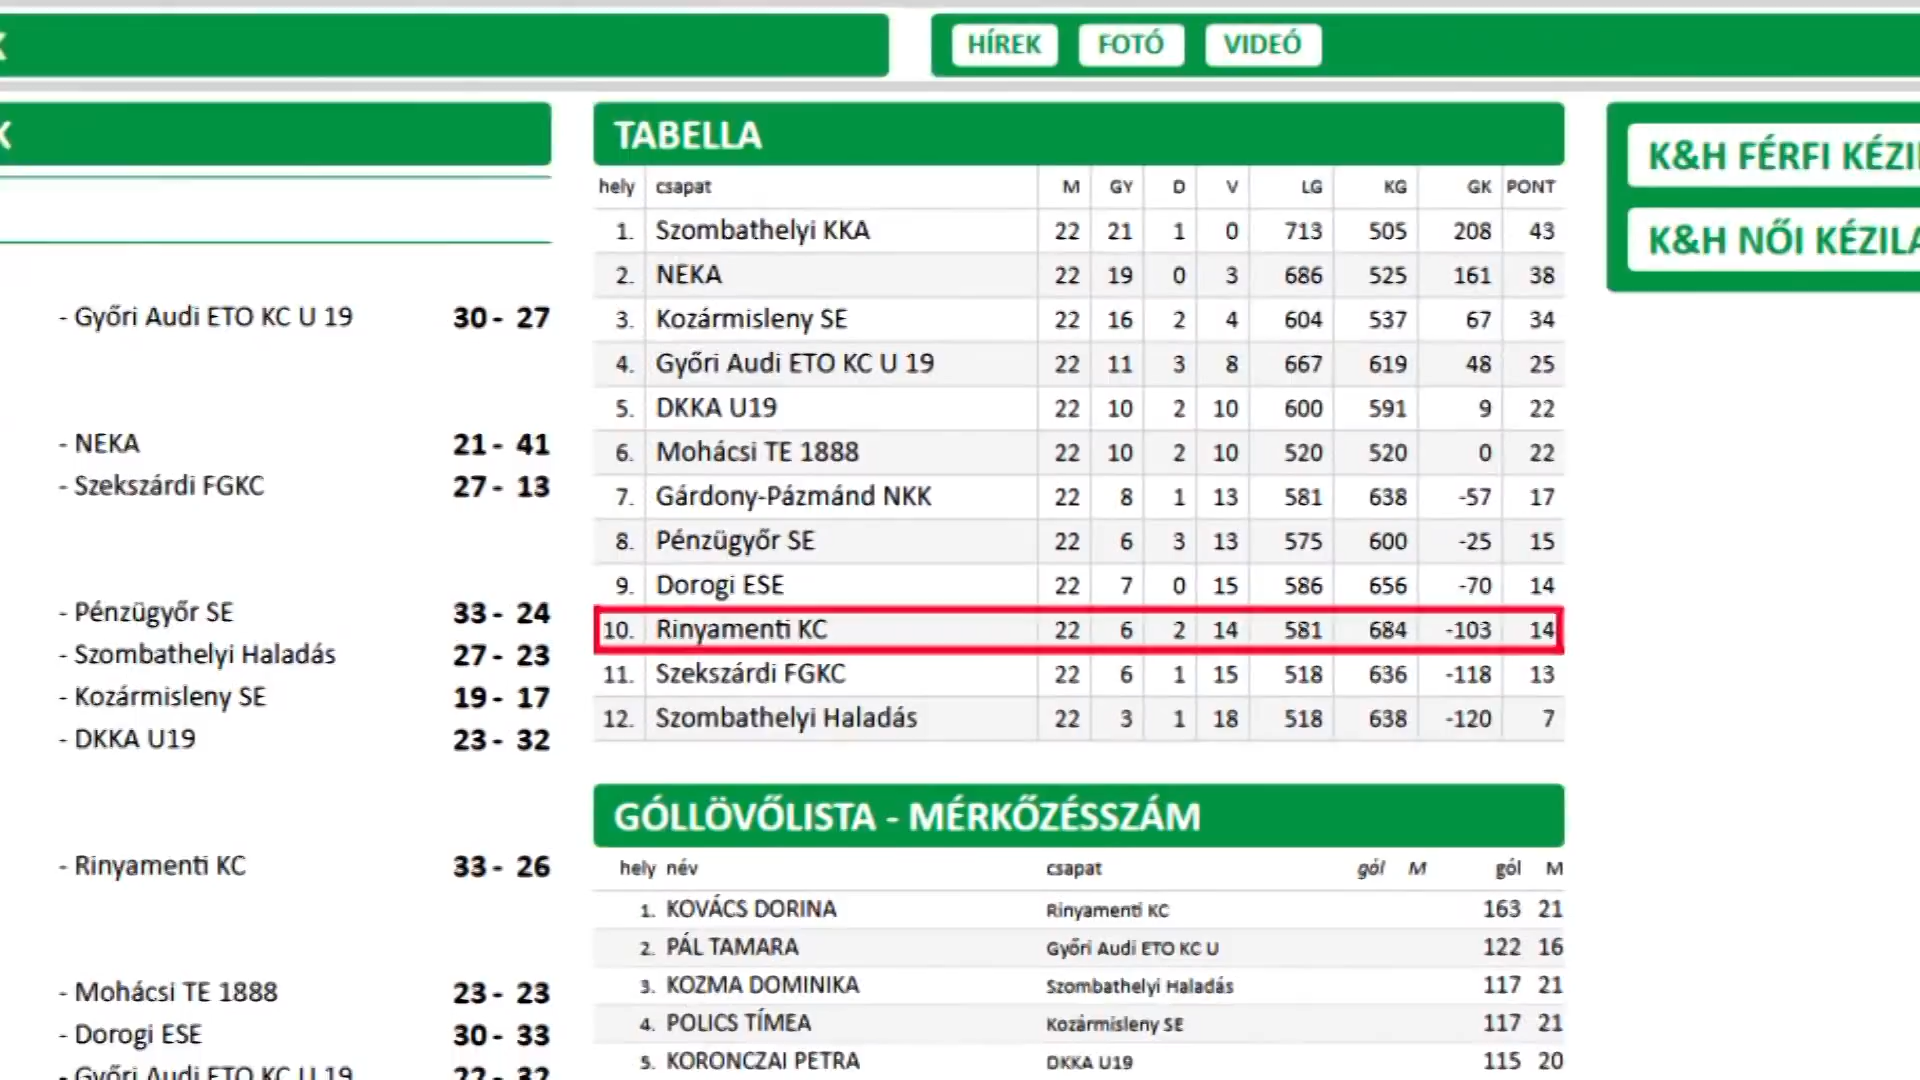 K
HÍREK FOTÓ VIDEÓ
K
- Győri Audi ETO KC U 19 30 - 27
- NEKA 21 - 41
- Szekszárdi FGKC 27 - 13
- Pénzügyőr SE 33 - 24
- Szombathelyi Haladás 27 - 23
- Kozármisleny SE 19 - 17
- DKKA U19 23 - 32
- Rinyamenti KC 33 - 26
- Mohácsi TE 1888 23 - 23
- Dorogi ESE 30 - 33
- Győri Audi ETO KC U 19 22 - 32
TABELLA
hely csapat M GY D V LG KG GK PONT
1. Szombathelyi KKA 22 21 1 0 713 505 208 43
2. NEKA 22 19 0 3 686 525 161 38
3. Kozármisleny SE 22 16 2 4 604 537 67 34
4. Győri Audi ETO KC U 19 22 11 3 8 667 619 48 25
5. DKKA U19 22 10 2 10 600 591 9 22
6. Mohácsi TE 1888 22 10 2 10 520 520 0 22
7. Gárdony-Pázmánd NKK 22 8 1 13 581 638 -57 17
8. Pénzügyőr SE 22 6 3 13 575 600 -25 15
9. Dorogi ESE 22 7 0 15 586 656 -70 14
10. Rinyamenti KC 22 6 2 14 581 684 -103 14
11. Szekszárdi FGKC 22 6 1 15 518 636 -118 13
12. Szombathelyi Haladás 22 3 1 18 518 638 -120 7
GÓLLÖVŐLISTA - MÉRKŐZÉSSZÁM
hely név csapat gól M gól M
1. KOVÁCS DORINA Rinyamenti KC 163 21
2. PÁL TAMARA Győri Audi ETO KC U 122 16
3. KOZMA DOMINIKA Szombathelyi Haladás 117 21
4. POLICS TÍMEA Kozármisleny SE 117 21
5. KORONCZAI PETRA DKKA U19 115 20
K&H FÉRFI KÉZI
K&H NŐI KÉZILA